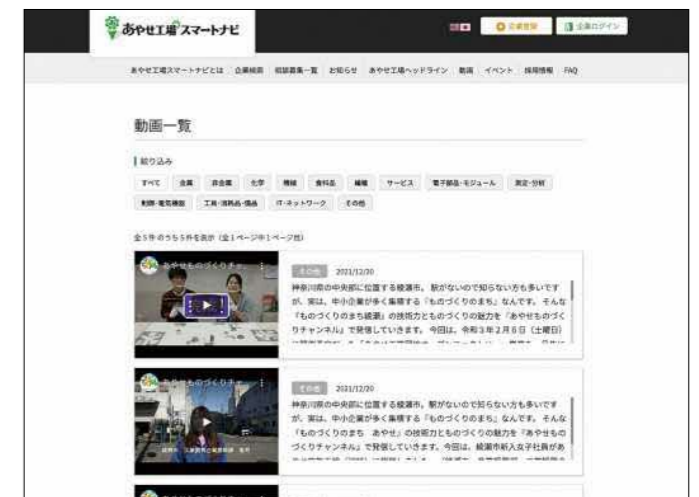 あやせ工場スマートナビ
企業登録
企業ログイン
あやせ工場スマートナビとは 企業検索 相談募集一覧 お知らせ あやせ工場ヘッドライン 動画 イベント 採用情報 FAQ
動画一覧
絞り込み
すべて 金属 非金属 化学 機械 食料品 繊維 サービス 電子部品・モジュール 測定・分析
制御・電気機器 工具・消耗品・備品 IT・ネットワーク その他
全5件のうち5件を表示（全1ページ中1ページ目）
あやせものづくりチャ...
その他 2021/12/20
神奈川県の中央部に位置する綾瀬市。駅がないので知らない方も多いです
が、実は、中小企業が多く集積する「ものづくりのまち」なんです。そんな
「ものづくりのまち綾瀬」の技術力とものづくりの魅力を「あやせものづく
りチャンネル」で発信していきます。今回は、令和3年2月6日（土曜日）
あやせものづくりチ...
その他 2021/12/20
神奈川県の中央部に位置する綾瀬市。駅がないので知らない方も多いです
が、実は、中小企業が多く集積する「ものづくりのまち」なんです。そんな
「ものづくりのまち あやせ」の技術力とものづくりの魅力を「あやせもの
づくりチャンネル」で発信していきます。今回は、綾瀬市新入女子社員があ